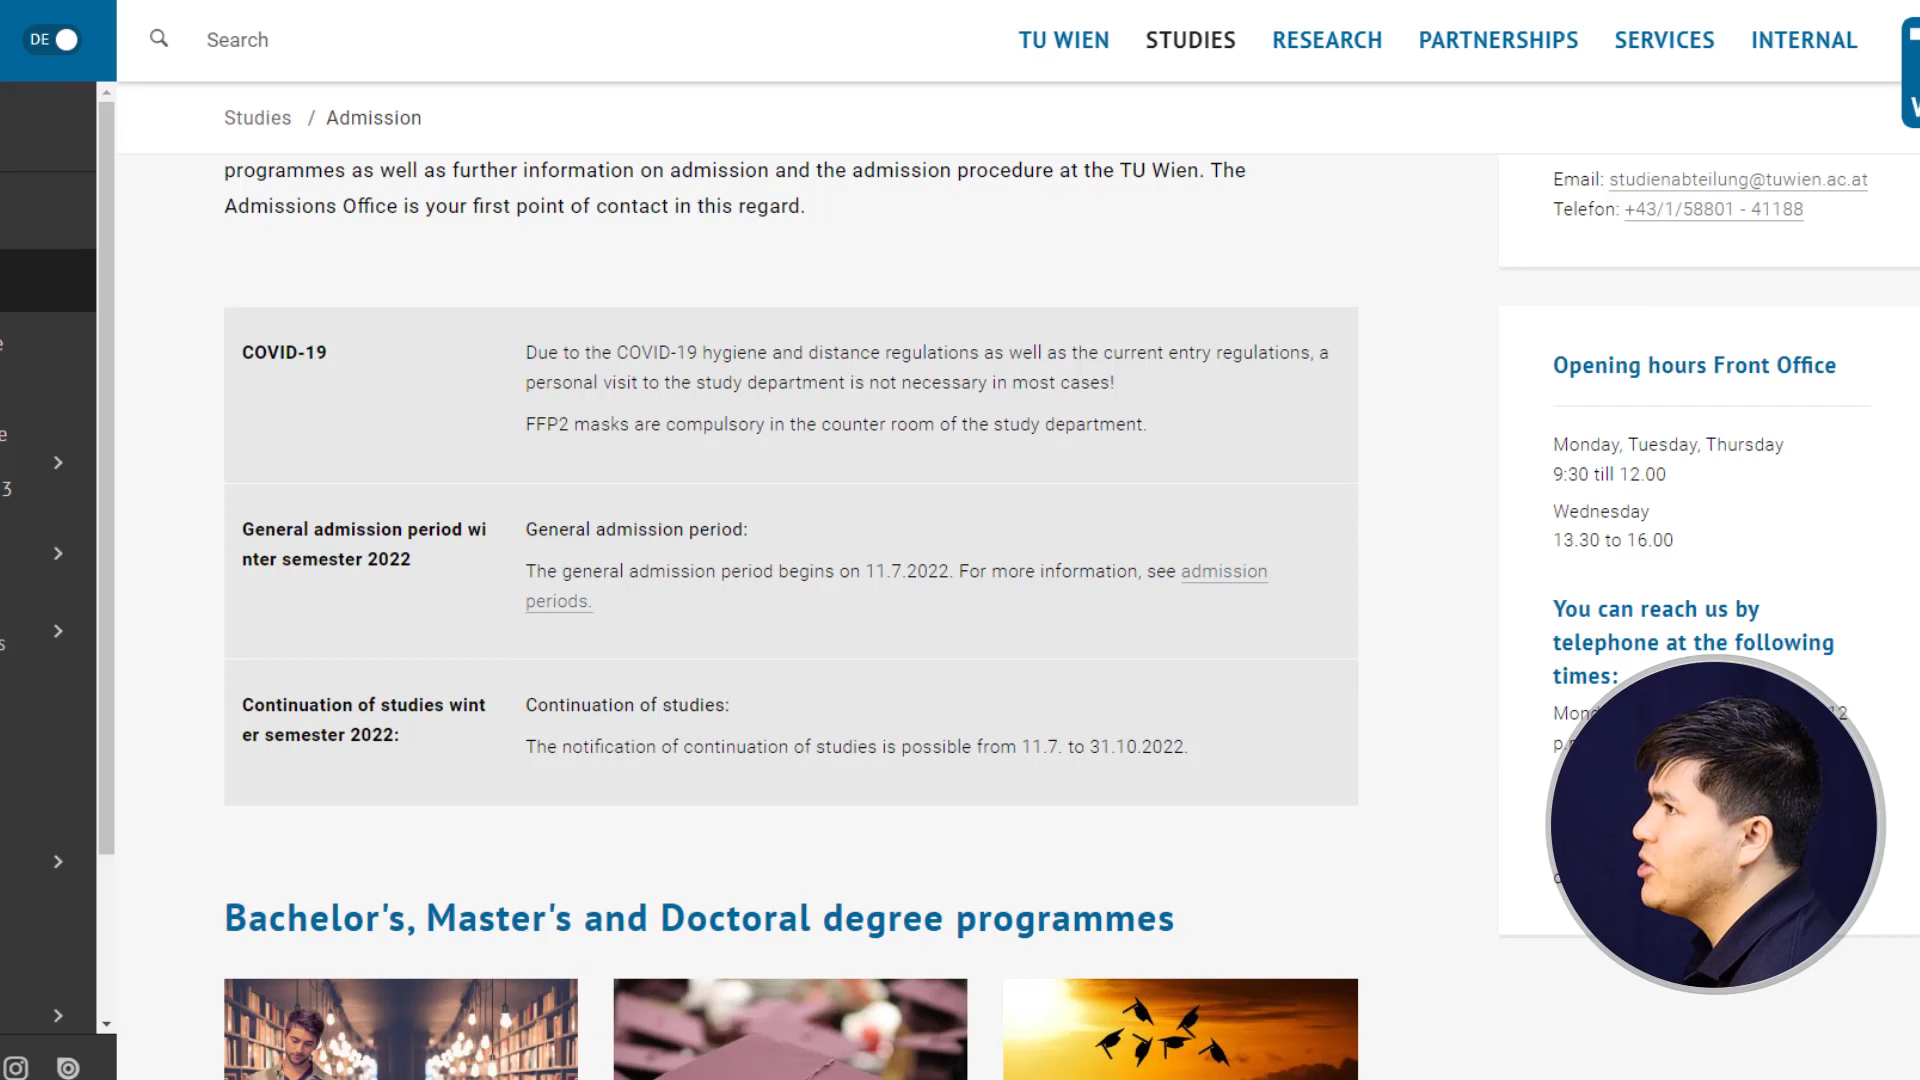 DE
Search
TU WIEN STUDIES RESEARCH PARTNERSHIPS SERVICES INTERNAL
Studies / Admission
programmes as well as further information on admission and the admission procedure at the TU Wien. The
Admissions Office is your first point of contact in this regard.
COVID-19
Due to the COVID-19 hygiene and distance regulations as well as the current entry regulations, a
personal visit to the study department is not necessary in most cases!
FFP2 masks are compulsory in the counter room of the study department.
General admission period wi
nter semester 2022
General admission period:
The general admission period begins on 11.7.2022. For more information, see admission
periods.
Continuation of studies wint
er semester 2022:
Continuation of studies:
The notification of continuation of studies is possible from 11.7. to 31.10.2022.
Bachelor's, Master's and Doctoral degree programmes
Email: studienabteilung@tuwien.ac.at
Telefon: +43/1/58801 - 41188
Opening hours Front Office
Monday, Tuesday, Thursday
9:30 till 12.00
Wednesday
13.30 to 16.00
You can reach us by
telephone at the following
times:
12
3